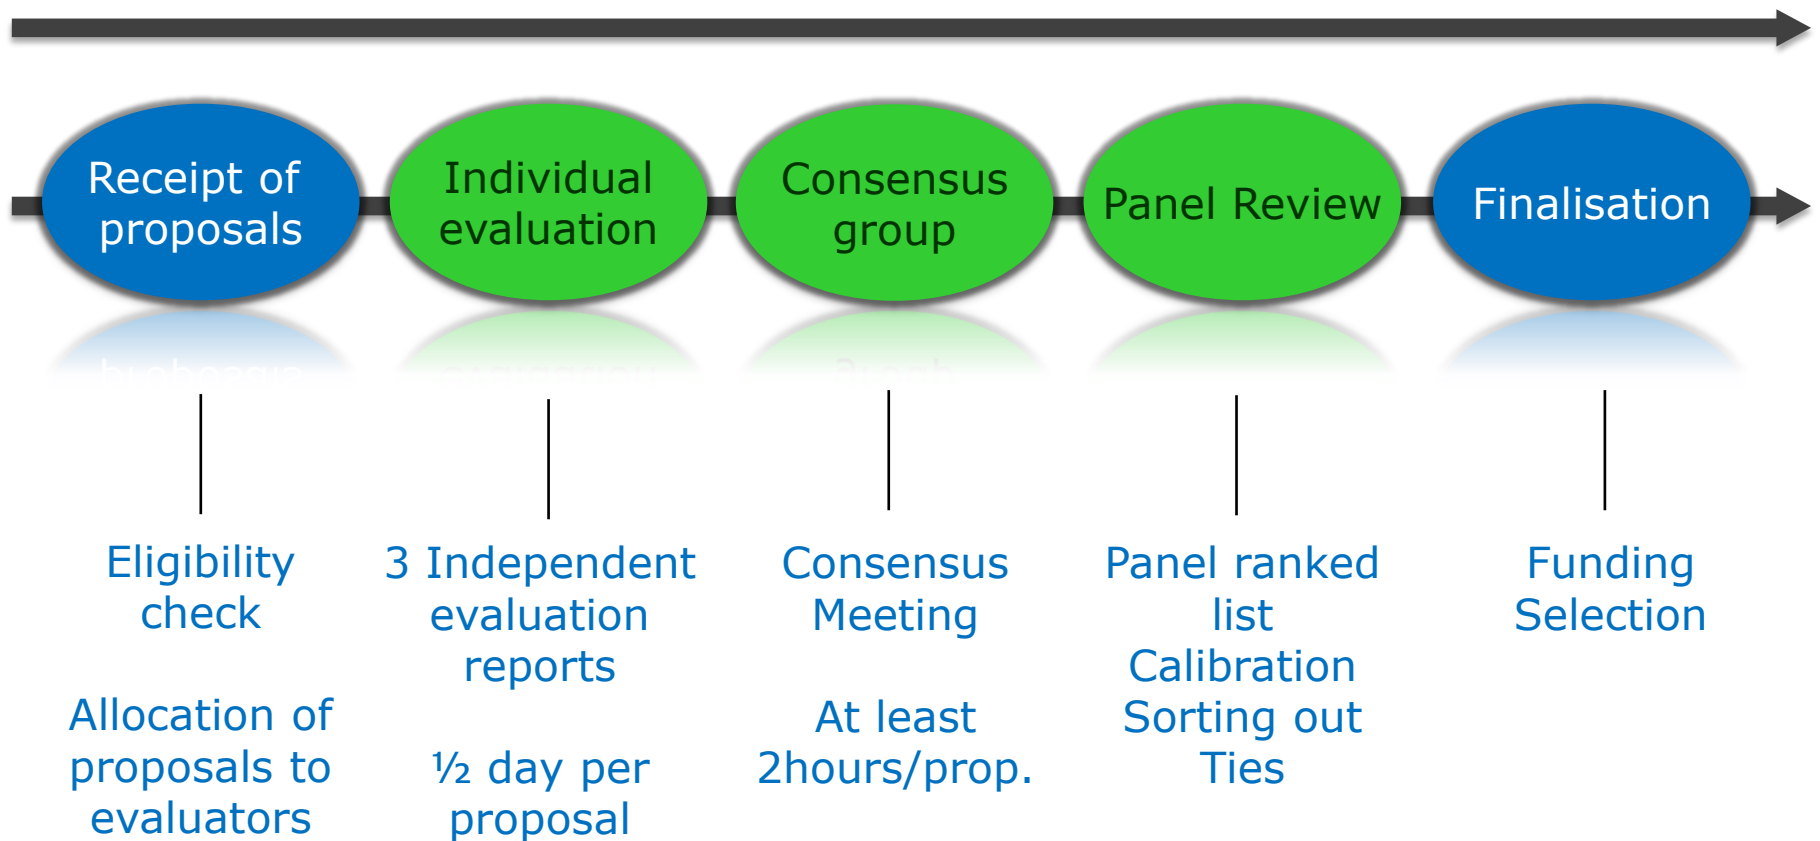 Receipt of
proposals
Individual
evaluation
Consensus
group
Panel Review
Finalisation
Eligibility
check
Allocation of
proposals to
evaluators
3 Independent
evaluation
reports
½ day per
proposal
Consensus
Meeting
At least
2hours/prop.
Panel ranked
list
Calibration
Sorting out
Ties
Funding
Selection